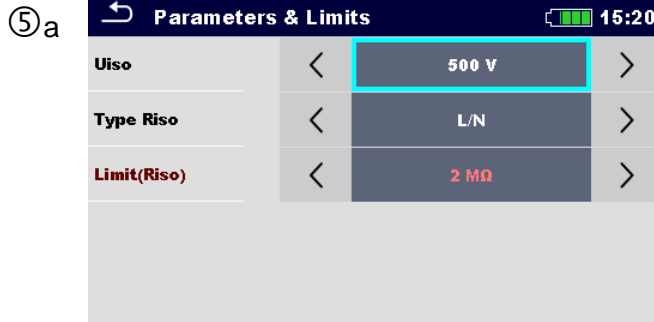 ⑤a
Parameters & Limits 15:20
Uiso 500 V
Type Riso L/N
Limit(Riso) 2 MΩ